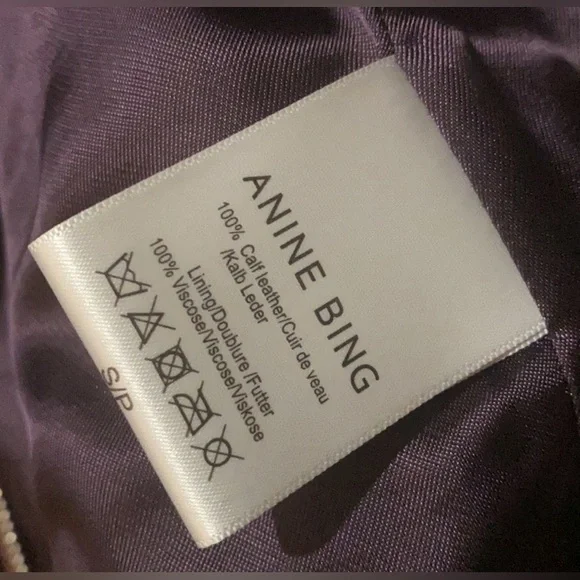 ANINE BING
100% Calf leather/Cuir de veau
/Kalb Leder
Lining/Doublure /Futter
100% Viscose/Viscose/Viskose
S/P